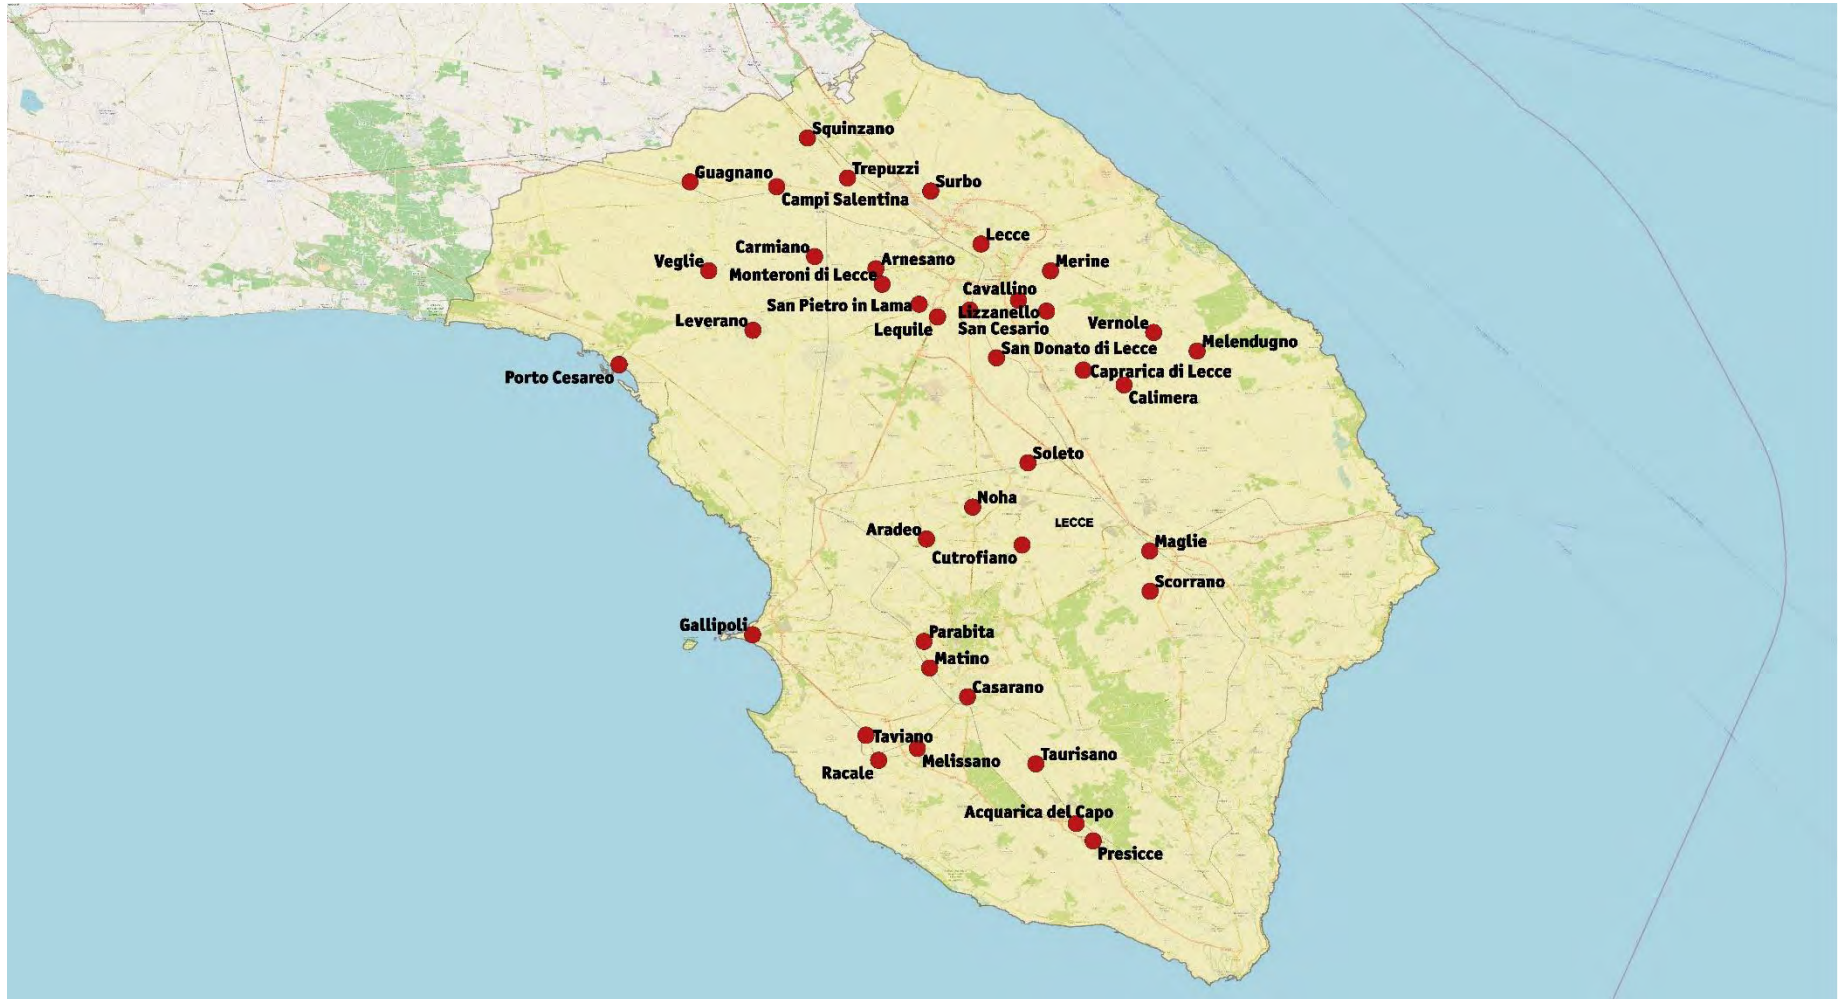 Squinzano
Trepuzzi
Guagnano
Surbo
Campi Salentina
Lecce
Carmiano
Arnesano
Veglie
Merine
Monteroni di Lecce
Cavallino
San Pietro in Lama
Lizzanello
Leverano
Vernole
Lequile
San Cesario
Melendugno
San Donato di Lecce
Caprarica di Lecce
Porto Cesareo
Calimera
Soleto
Noha
LECCE
Aradeo
Maglie
Cutrofiano
Scorrano
Gallipoli
Parabita
Matino
Casarano
Taviano
Taurisano
Melissano
Racale
Acquarica del Capo
Presicce